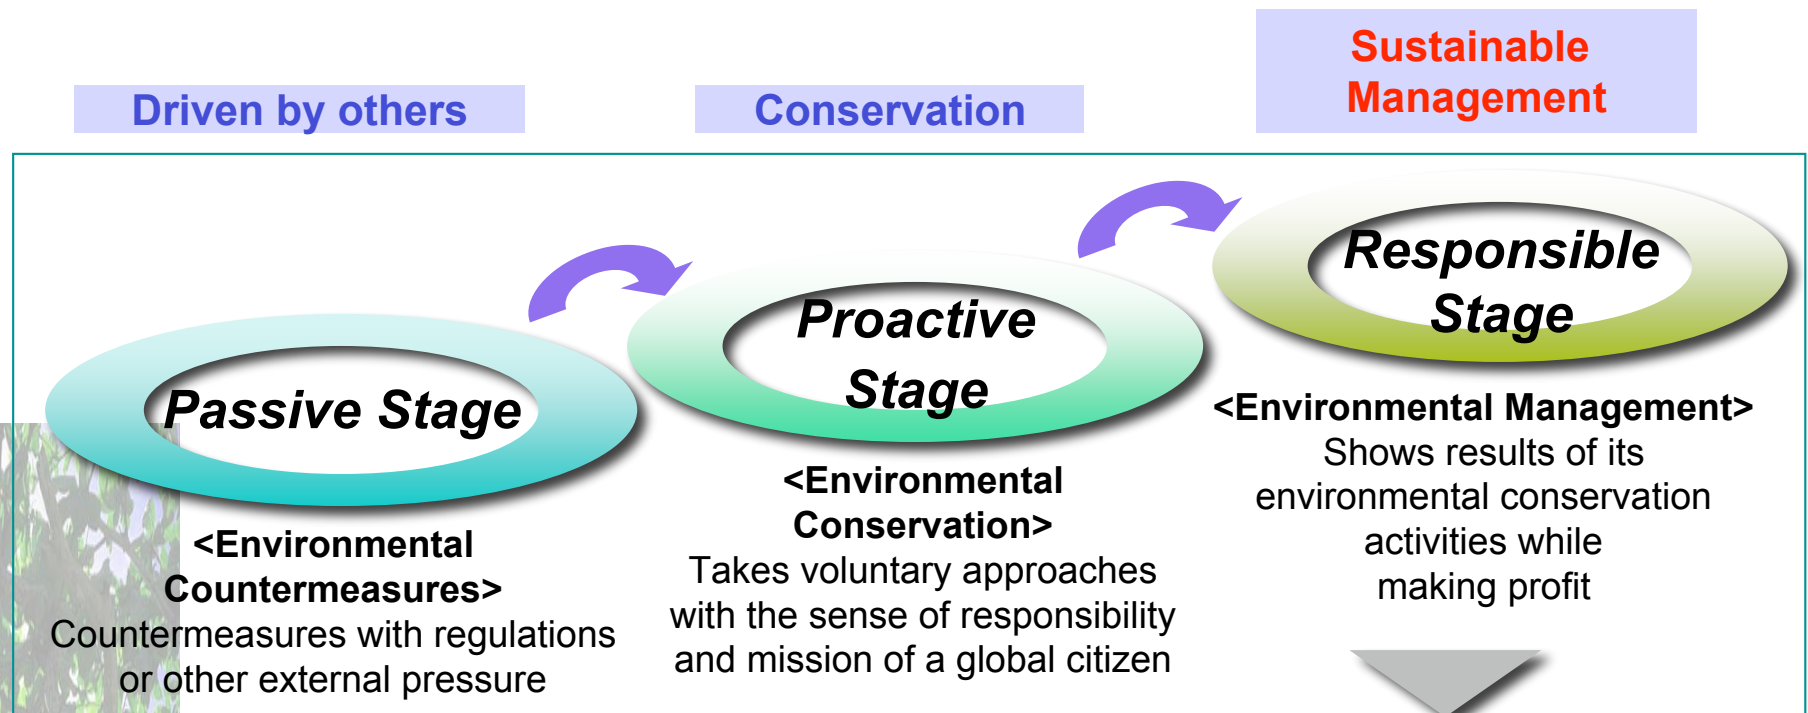 Driven by others
Conservation
Sustainable
Management
Passive Stage
<Environmental
Countermeasures>
Countermeasures with regulations
or other external pressure
Proactive
Stage
<Environmental
Conservation>
Takes voluntary approaches
with the sense of responsibility
and mission of a global citizen
Responsible
Stage
<Environmental Management>
Shows results of its
environmental conservation
activities while
making profit